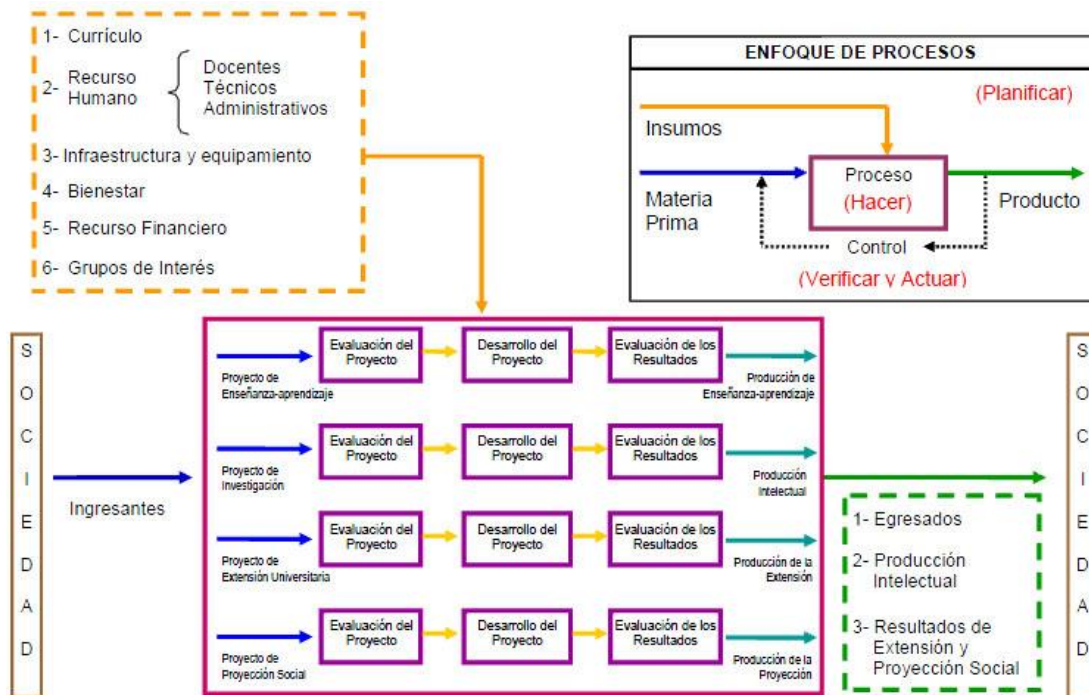 1- Currículo
2- Recurso
Humano
Docentes
Técnicos
Administrativos
3- Infraestructura y equipamiento
4- Bienestar
5- Recurso Financiero
6- Grupos de Interés
ENFOQUE DE PROCESOS
(Planificar)
Insumos
Materia
Prima
Proceso
(Hacer)
Producto
Control
(Verificar y Actuar)
SOCIEDAD
Ingresantes
Proyecto de
Enseñanza-aprendizaje
Evaluación del
Proyecto
Desarrollo del
Proyecto
Evaluación de los
Resultados
Producción de
Enseñanza-aprendizaje
Proyecto de
Investigación
Evaluación del
Proyecto
Desarrollo del
Proyecto
Evaluación de los
Resultados
Producción
Intelectual
Proyecto de
Extensión Universitaria
Evaluación del
Proyecto
Desarrollo del
Proyecto
Evaluación de los
Resultados
Producción de la
Extensión
Proyecto de
Proyección Social
Evaluación del
Proyecto
Desarrollo del
Proyecto
Evaluación de los
Resultados
Producción de la
Proyección
1- Egresados
2- Producción
Intelectual
3- Resultados de
Extensión y
Proyección Social
SOCIEDAD